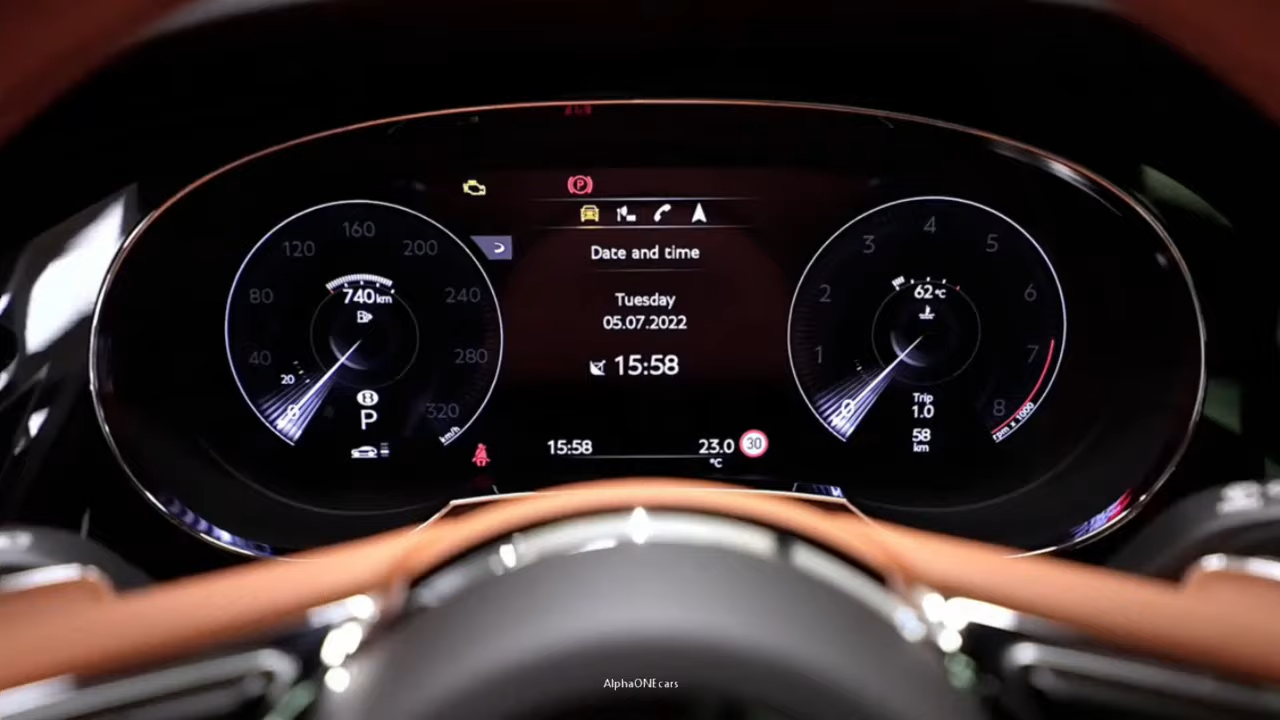 160
120
200
80
740 km
240
40
280
20
0
320
km/h
B
P
P
Date and time
Tuesday
05.07.2022
15:58
15:58
23.0
°C
30
4
3
5
2
62 °C
6
1
7
0
8
rpm x 1000
Trip
1.0
58
km
AlphaONEcars